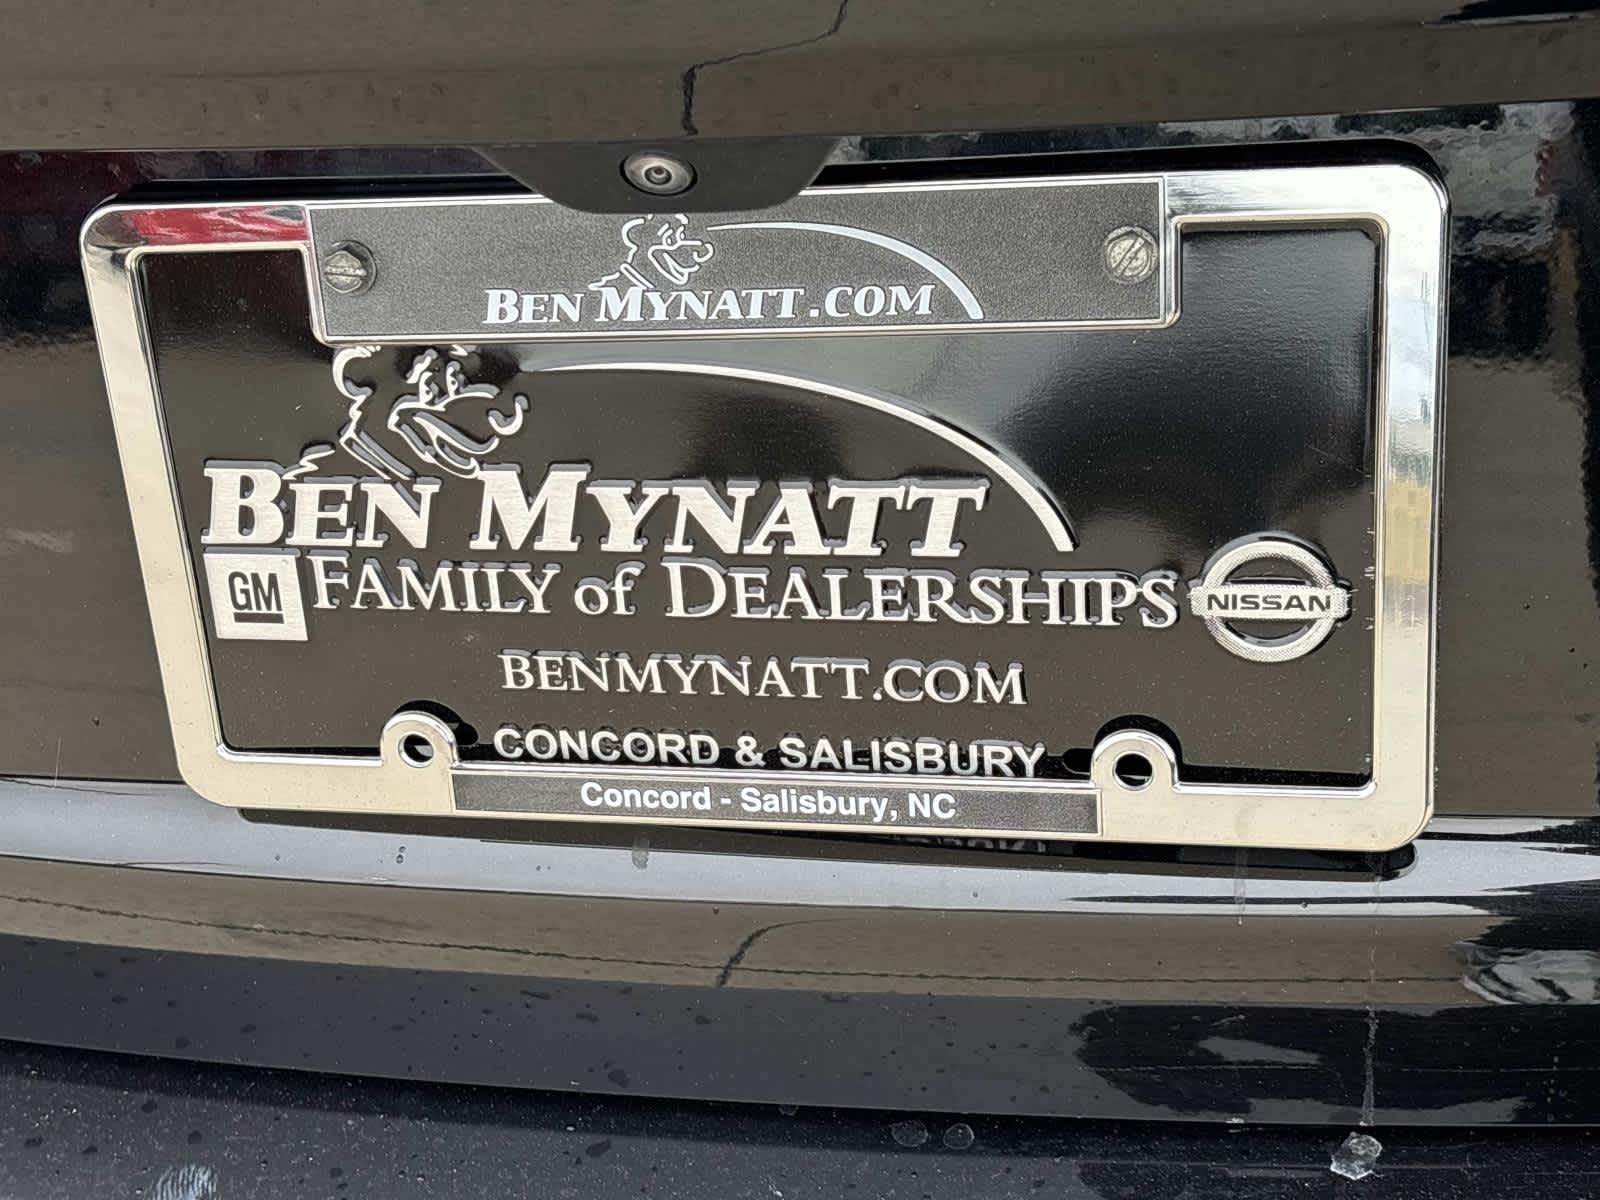 BEN MYNATT.COM
BEN MYNATT
GM FAMILY of DEALERSHIPS NISSAN
BENMYNATT.COM
CONCORD & SALISBURY
Concord - Salisbury, NC